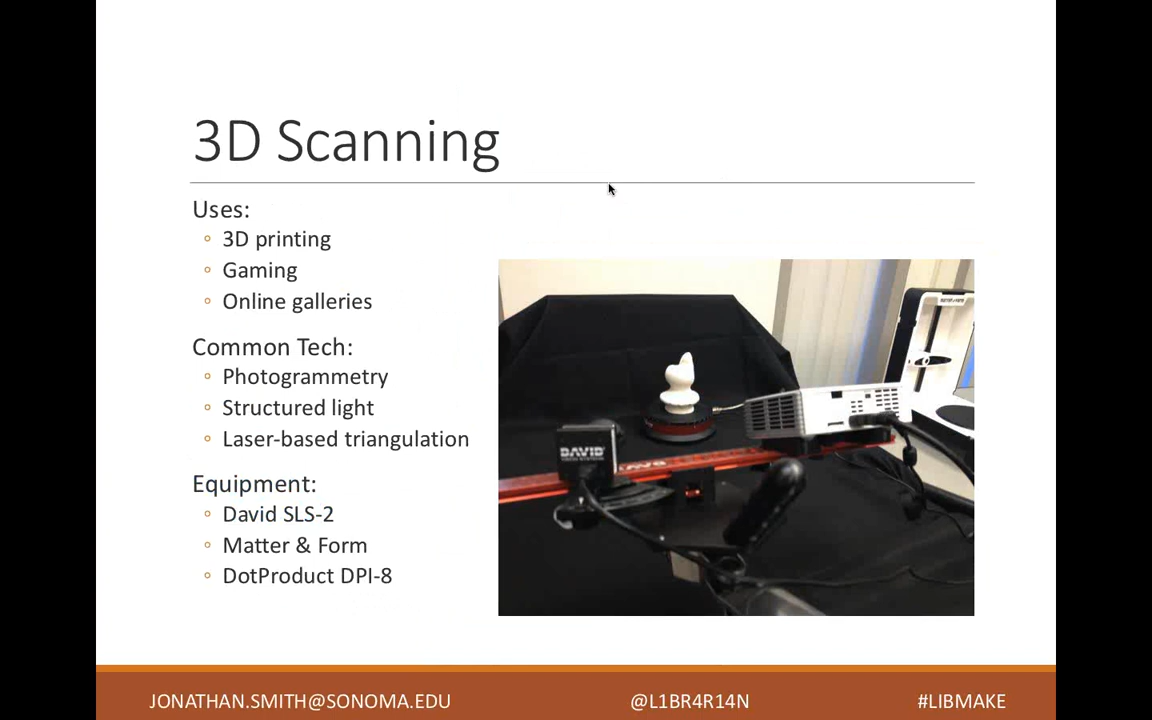 3D Scanning
Uses:
3D printing
Gaming
Online galleries
Common Tech:
Photogrammetry
Structured light
Laser-based triangulation
Equipment:
David SLS-2
Matter & Form
DotProduct DPI-8
DAVID
JONATHAN.SMITH@SONOMA.EDU
@L1BR4R14N
#LIBMAKE